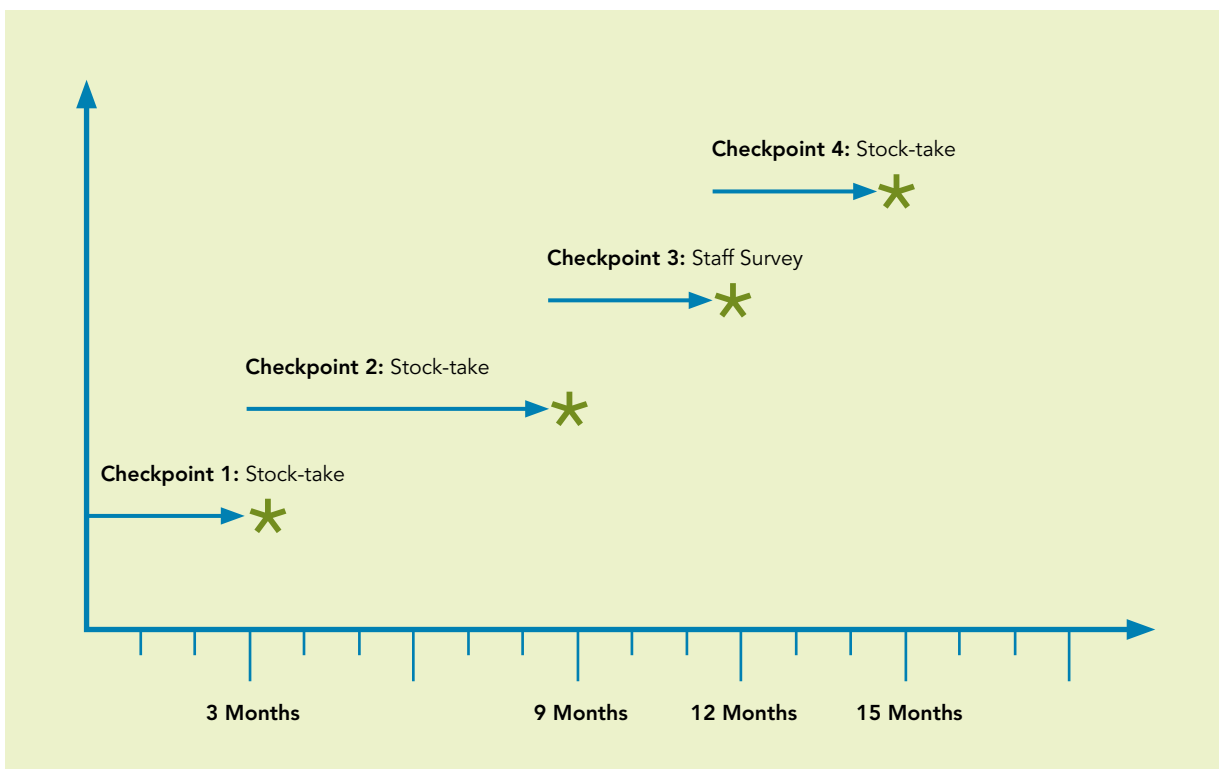 Checkpoint 4: Stock-take
Checkpoint 3: Staff Survey
Checkpoint 2: Stock-take
Checkpoint 1: Stock-take
3 Months
9 Months
12 Months
15 Months